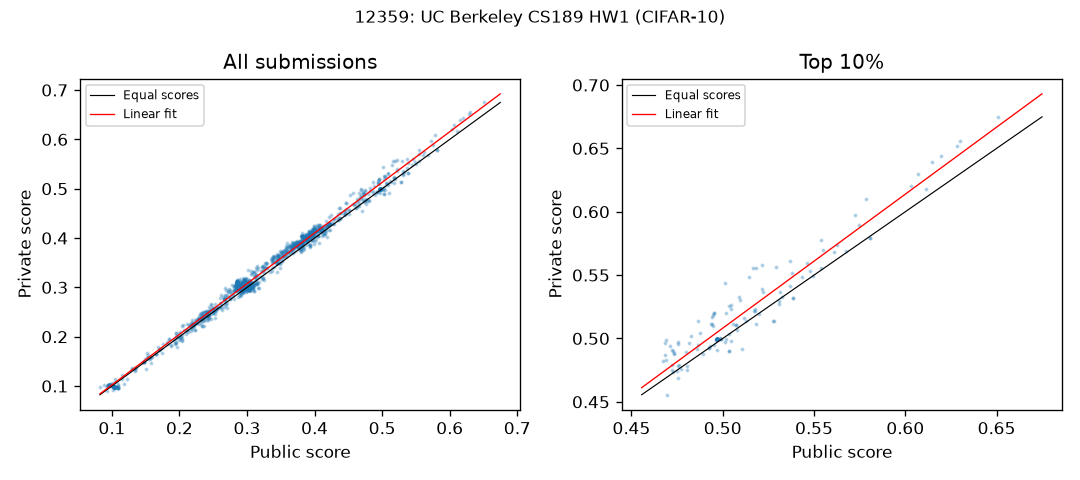 12359: UC Berkeley CS189 HW1 (CIFAR-10)
All submissions
Equal scores
Linear fit
0.7
0.6
0.5
0.4
0.3
0.2
0.1
Private score
0.1 0.2 0.3 0.4 0.5 0.6 0.7
Public score
Top 10%
Equal scores
Linear fit
0.70
0.65
0.60
0.55
0.50
0.45
Private score
0.45 0.50 0.55 0.60 0.65
Public score